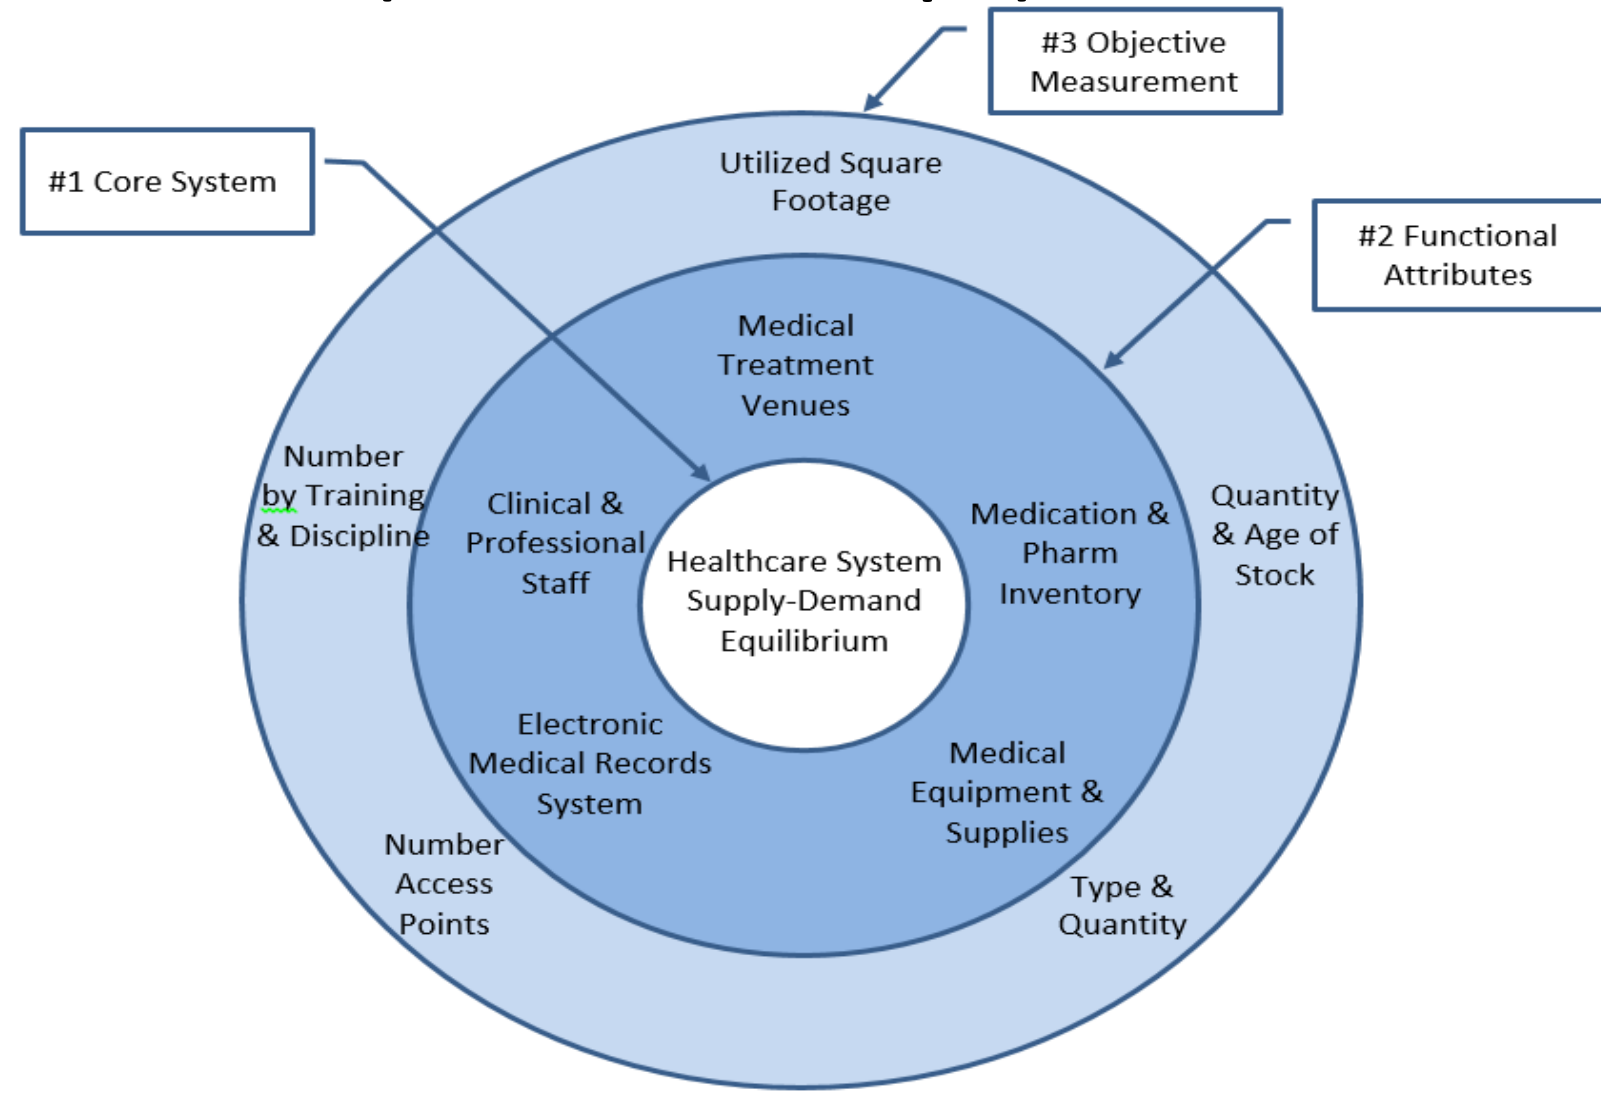 #3 Objective
Measurement
#1 Core System
Utilized Square
Footage
#2 Functional
Attributes
Medical
Treatment
Venues
Number
by Training
& Discipline
Clinical &
Professional
Staff
Medication &
Pharm
Inventory
Quantity
& Age of
Stock
Healthcare System
Supply-Demand
Equilibrium
Electronic
Medical Records
System
Medical
Equipment &
Supplies
Number
Access
Points
Type &
Quantity